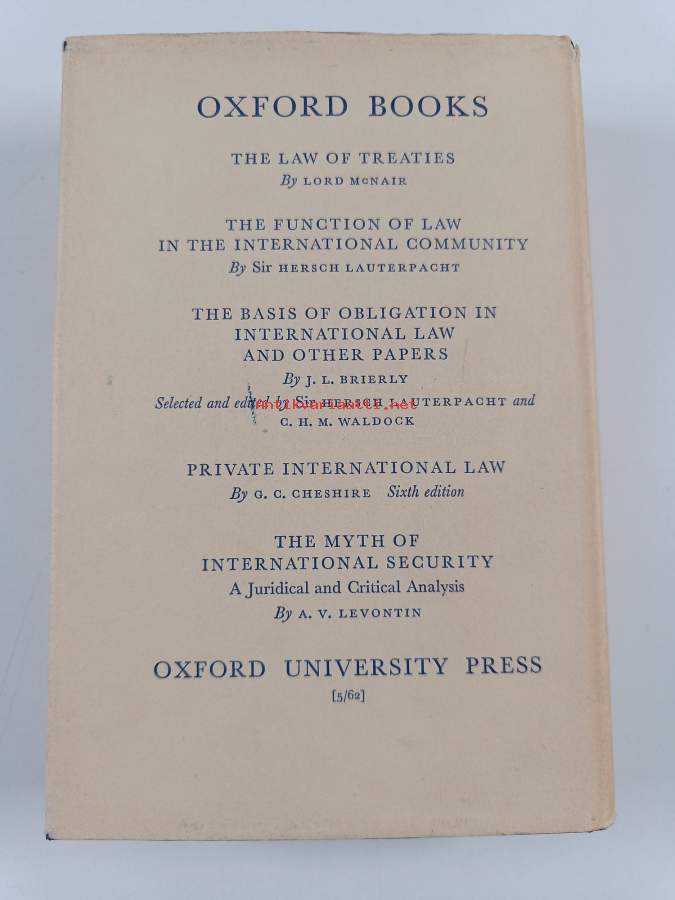 OXFORD BOOKS
THE LAW OF TREATIES
By LORD McNAIR
THE FUNCTION OF LAW
IN THE INTERNATIONAL COMMUNITY
By Sir HERSCH LAUTERPACHT
THE BASIS OF OBLIGATION IN
INTERNATIONAL LAW
AND OTHER PAPERS
By J. L. BRIERLY
Selected and edited by Sir HERSCH LAUTERPACHT and
antikvariaatti.net
C. H. M. WALDOCK
PRIVATE INTERNATIONAL LAW
By G. C. CHESHIRE Sixth edition
THE MYTH OF
INTERNATIONAL SECURITY
A Juridical and Critical Analysis
By A. V. LEVONTIN
OXFORD UNIVERSITY PRESS
[5/62]